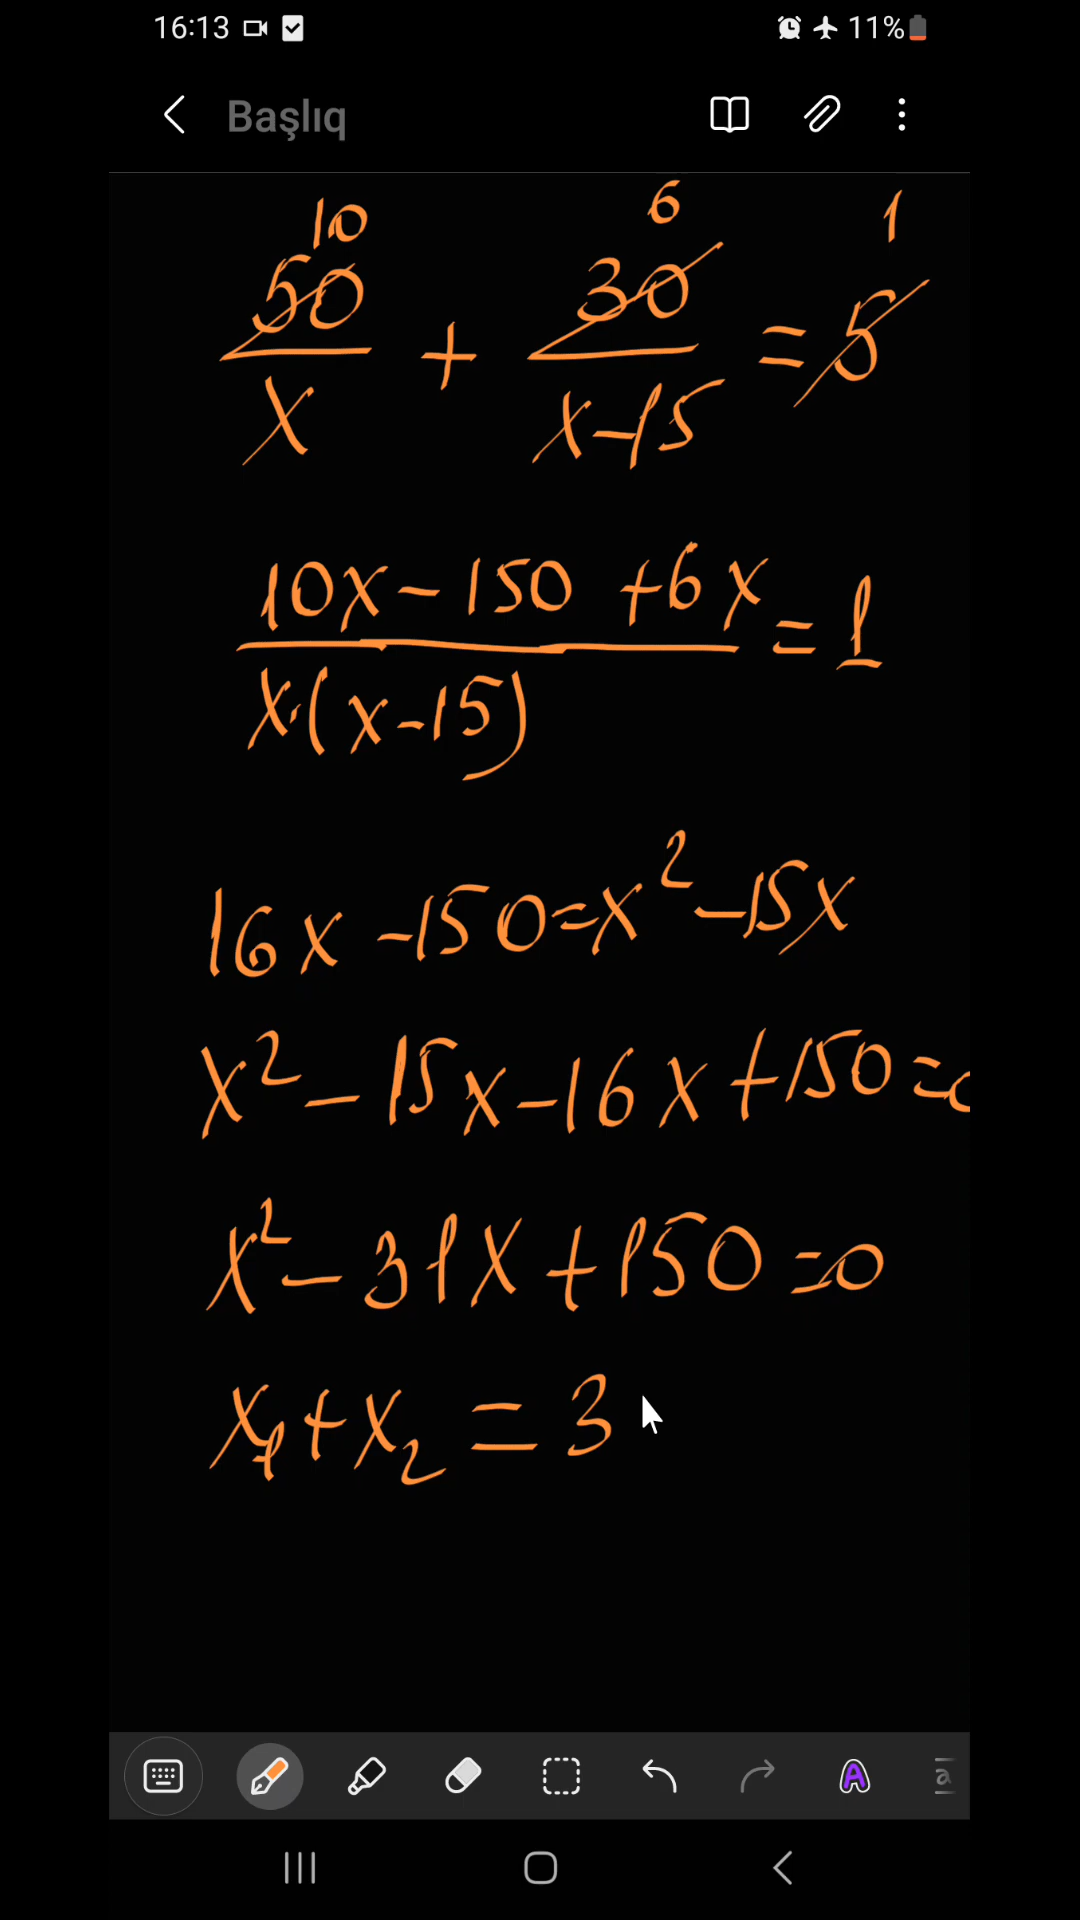 16:13 11%
Başlıq
10 6 1
50/x + 30/x-15 = 5
10x-150+6x/x·(x-15) = 1
16x-150=x²-15x
x²-15x-16x+150=0
x²-31x+150=0
x₁+x₂=3
A a